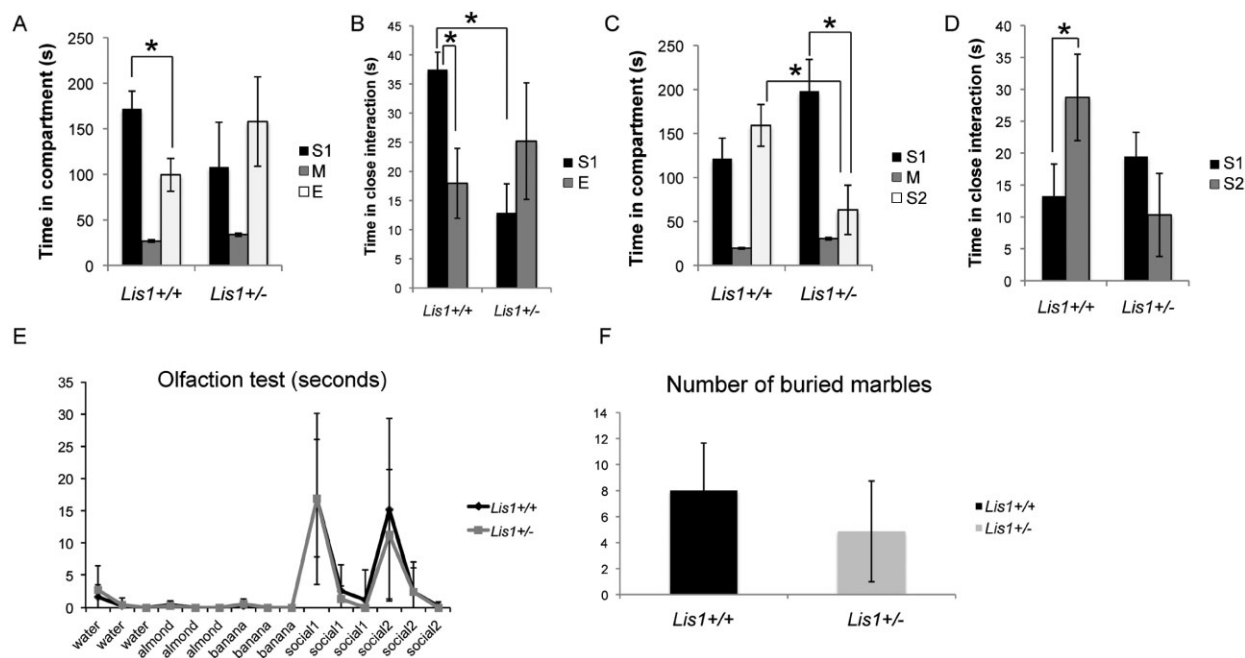 A
Time in compartment (s)
250
200
150
100
50
0
*
Lis1+/+
Lis1+/-
S1
M
E
B
Time in close interaction (s)
45
40
35
30
25
20
15
10
5
0
*
*
Lis1+/+
Lis1+/-
S1
E
C
Time in compartment (s)
250
200
150
100
50
0
*
*
Lis1+/+
Lis1+/-
S1
M
S2
D
Time in close interaction (s)
40
35
30
25
20
15
10
5
0
*
Lis1+/+
Lis1+/-
S1
S2
E
Olfaction test (seconds)
35
30
25
20
15
10
5
0
water
water
water
almond
almond
almond
banana
banana
banana
social1
social1
social1
social2
social2
social2
Lis1+/+
Lis1+/-
F
Number of buried marbles
14
12
10
8
6
4
2
0
Lis1+/+
Lis1+/-
Lis1+/+
Lis1+/-